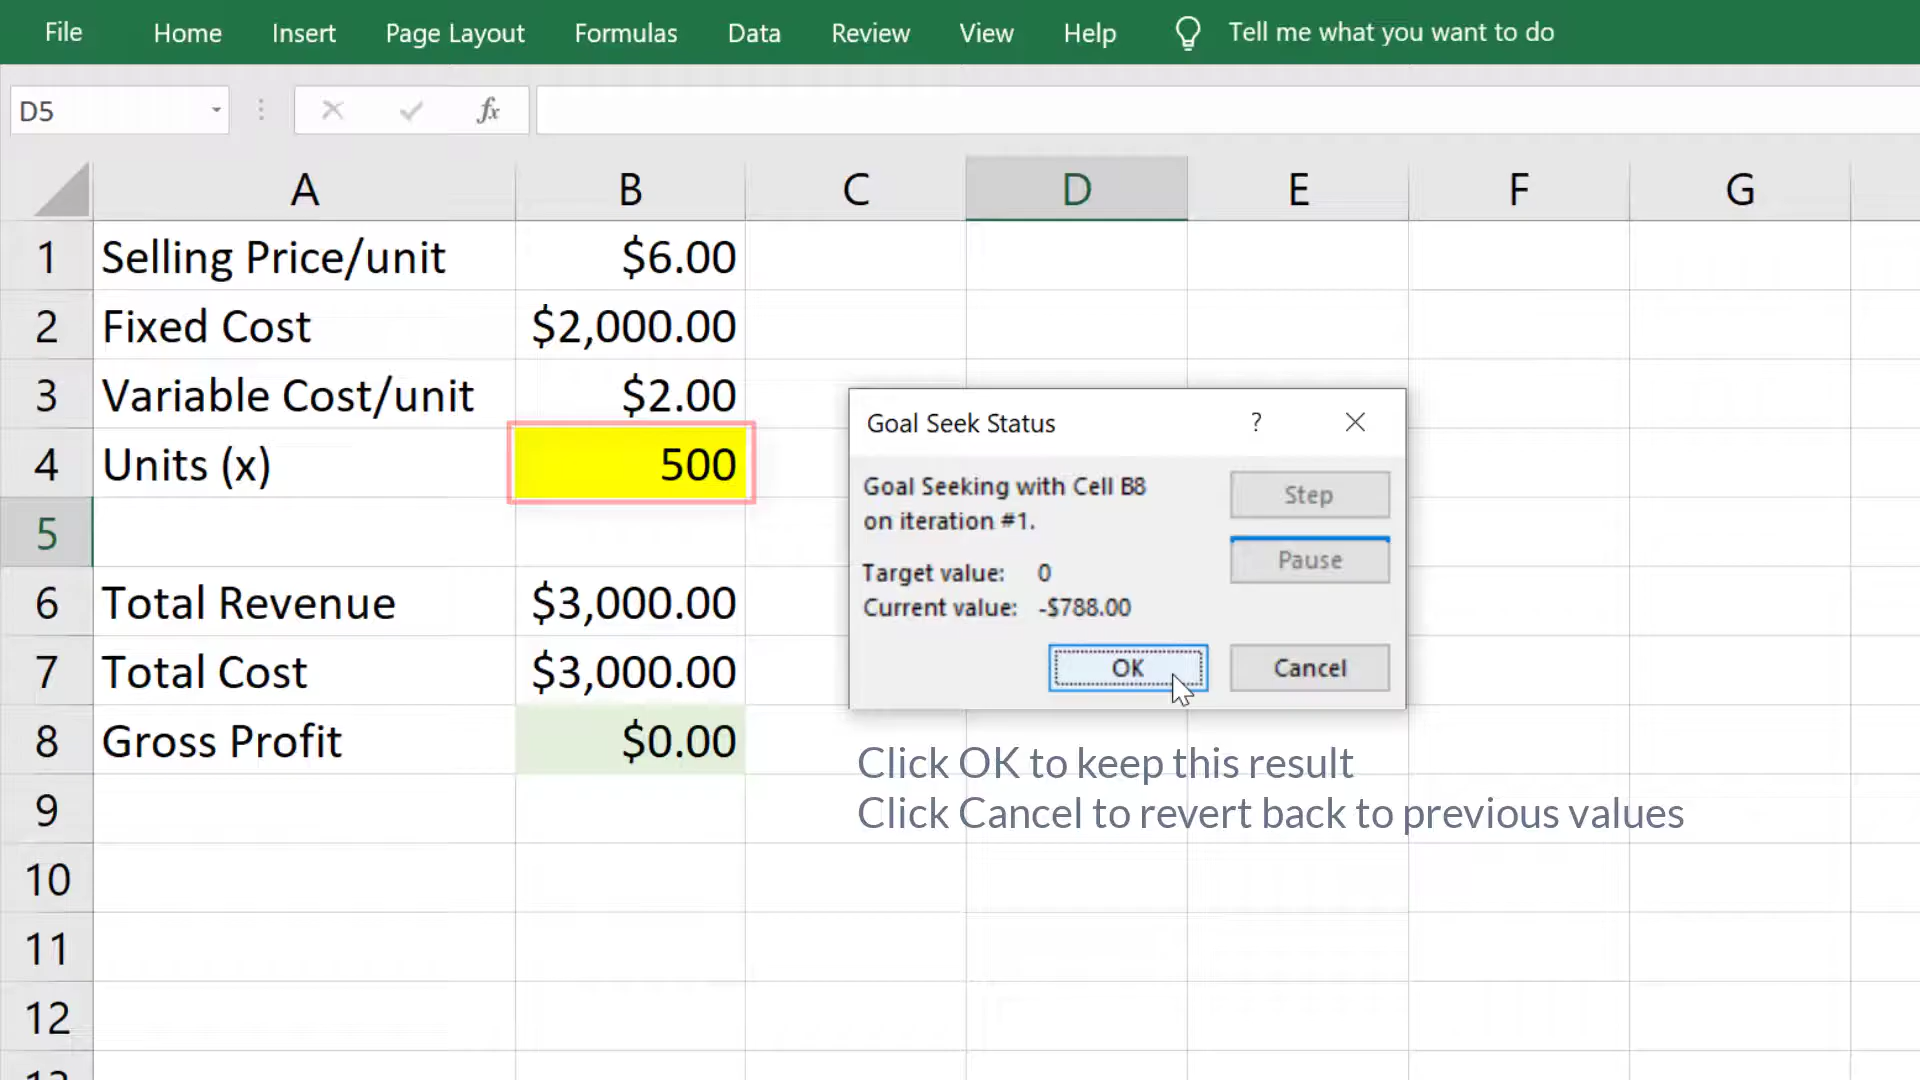 File Home Insert Page Layout Formulas Data Review View Help Tell me what you want to do
D5 fx
A B C D E F G
1 Selling Price/unit $6.00
2 Fixed Cost $2,000.00
3 Variable Cost/unit $2.00
4 Units (x) 500
5
6 Total Revenue $3,000.00
7 Total Cost $3,000.00
8 Gross Profit $0.00
9
10
11
12
Goal Seek Status ?
Goal Seeking with Cell B8
on iteration #1.
Target value: 0
Current value: -$788.00
Step
Pause
OK Cancel
Click OK to keep this result
Click Cancel to revert back to previous values